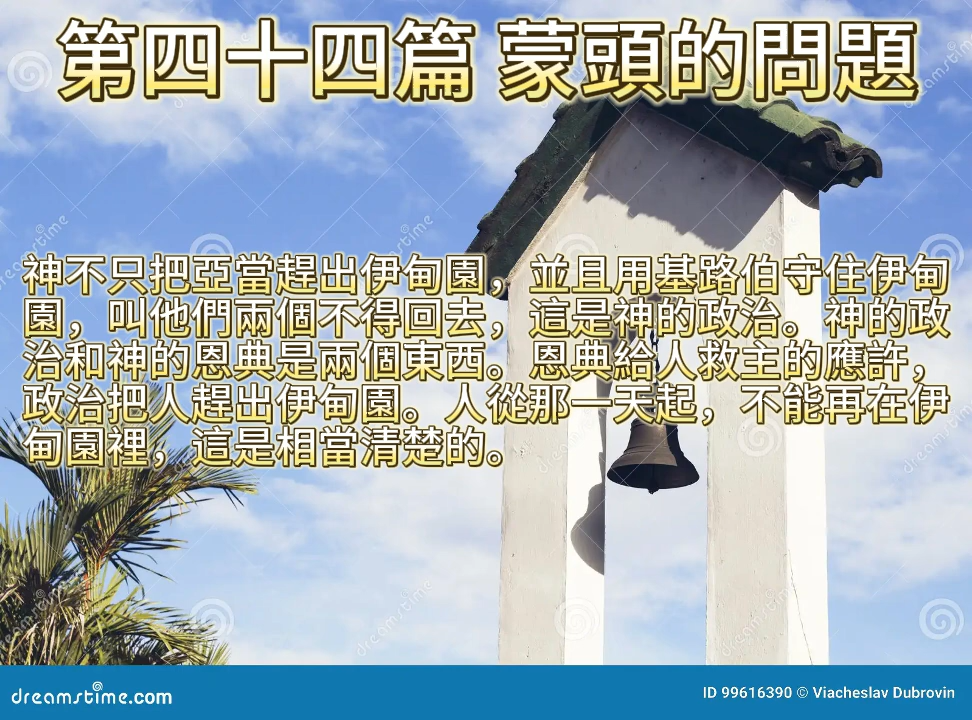 第四十四篇 蒙頭的問題
神不只把亞當趕出伊甸園，並且用基路伯守住伊甸
園，叫他們兩個不得回去，這是神的政治。神的政
治和神的恩典是兩個東西。恩典給人救主的應許，
政治把人趕出伊甸園。人從那一天起，不能再在伊
甸園裡，這是相當清楚的。
dreamstime.com
ID 99616390 © Viacheslav Dubrovin